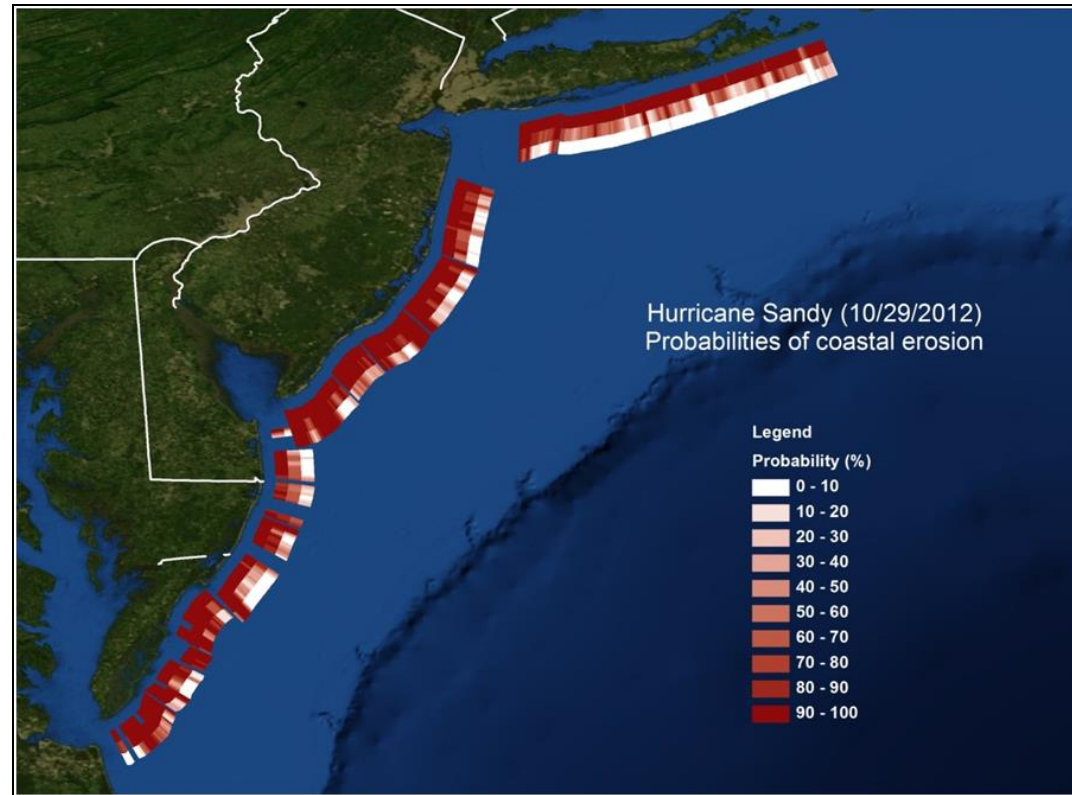 Hurricane Sandy (10/29/2012)
Probabilities of coastal erosion
Legend
Probability (%)
0 - 10
10 - 20
20 - 30
30 - 40
40 - 50
50 - 60
60 - 70
70 - 80
80 - 90
90 - 100